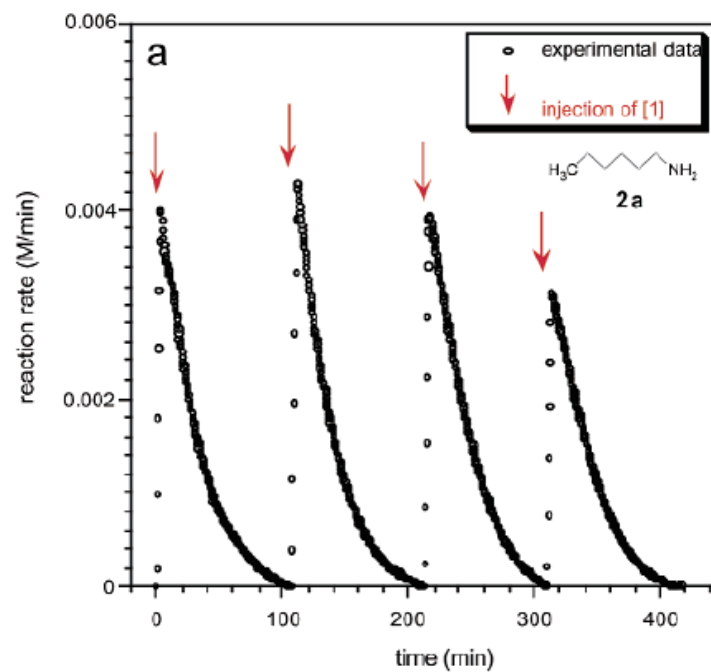 a
experimental data
injection of [1]
H₃C
NH₂
2a
reaction rate (M/min)
0.006
0.004
0.002
0
0 100 200 300 400
time (min)